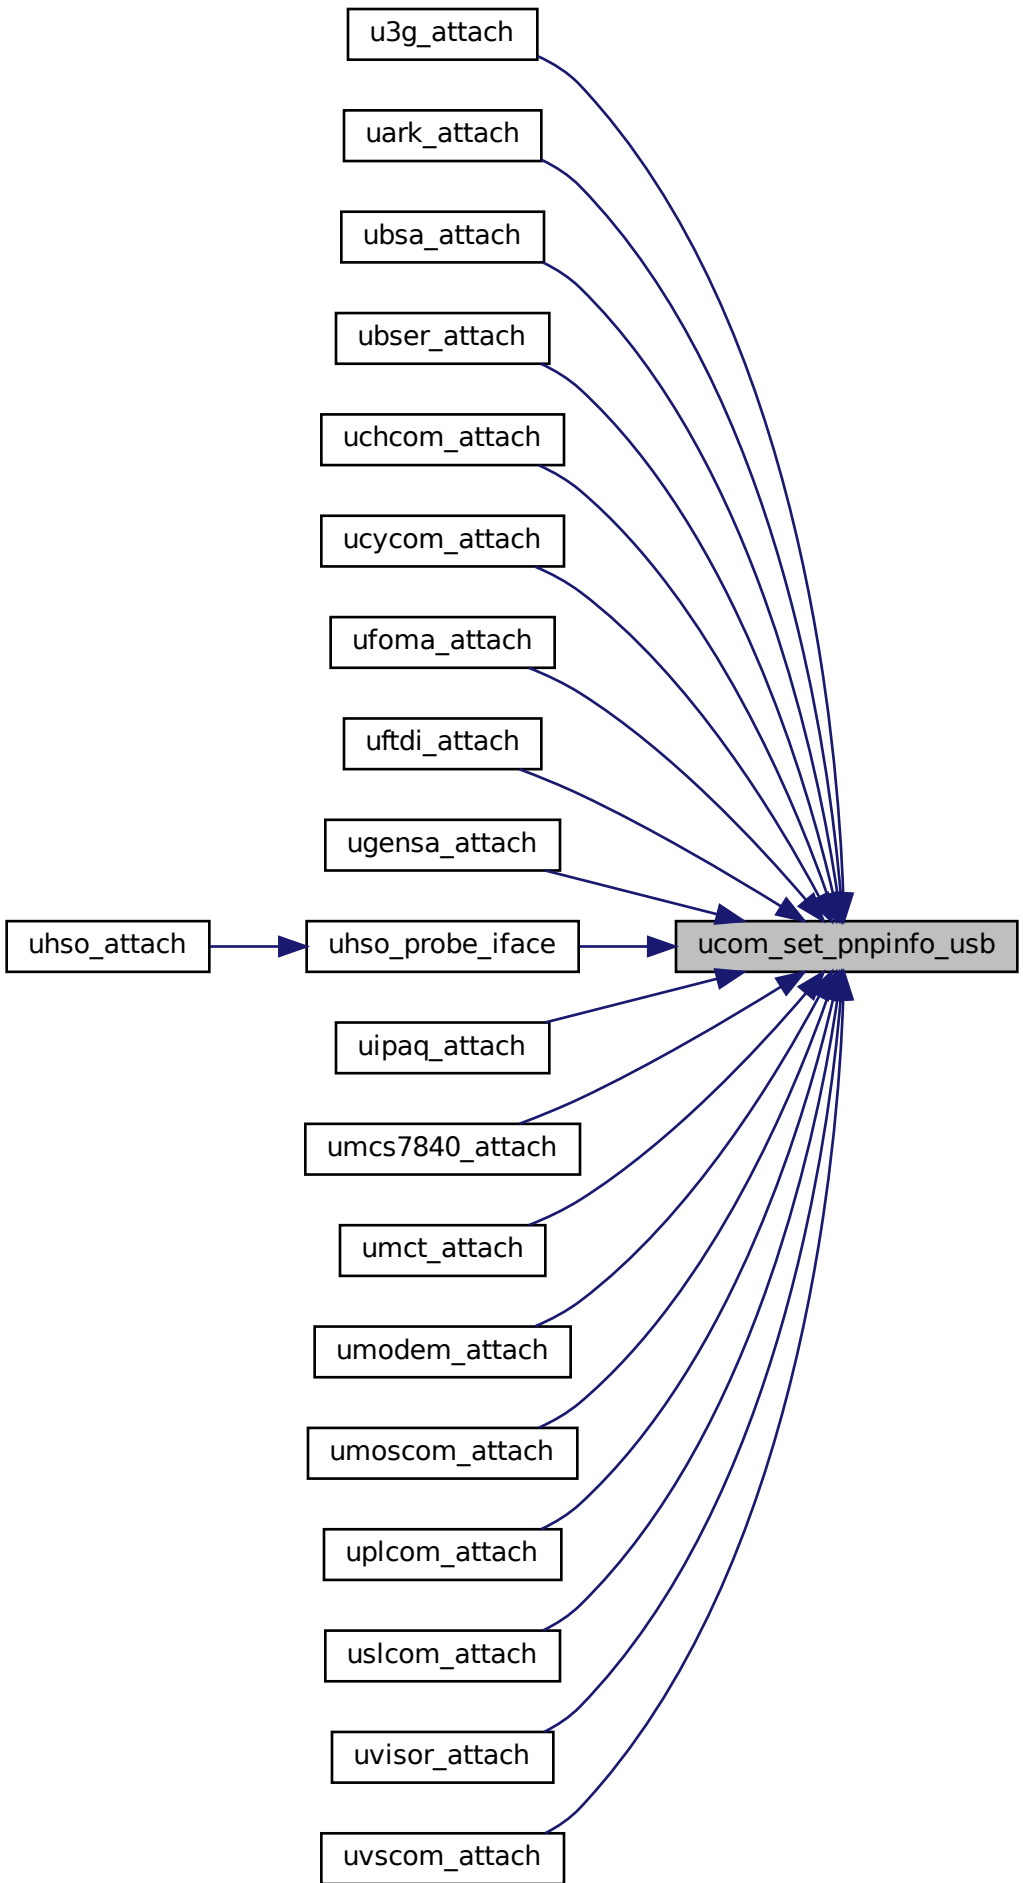 u3g_attach
uark_attach
ubsa_attach
ubser_attach
uchcom_attach
ucycom_attach
ufoma_attach
uftdi_attach
ugensa_attach
uhso_attach
uhso_probe_iface
ucom_set_pnpinfo_usb
uipaq_attach
umcs7840_attach
umct_attach
umodem_attach
umoscom_attach
uplcom_attach
uslcom_attach
uvisor_attach
uvscom_attach